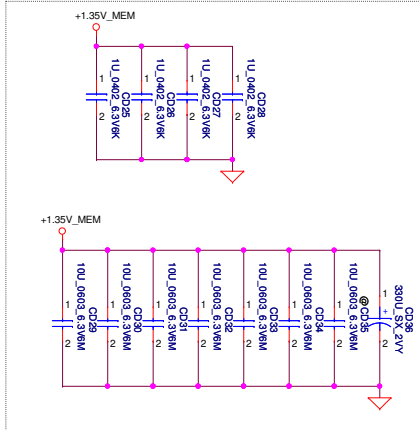 +1.35V_MEM
1
2
1U_0402_6.3V6K
CD25
1
2
1U_0402_6.3V6K
CD26
1
2
1U_0402_6.3V6K
CD27
1
2
1U_0402_6.3V6K
CD28
+1.35V_MEM
1
2
10U_0603_6.3V6M
CD29
1
2
10U_0603_6.3V6M
CD30
1
2
10U_0603_6.3V6M
CD31
1
2
10U_0603_6.3V6M
CD32
1
2
10U_0603_6.3V6M
CD33
1
2
10U_0603_6.3V6M
CD34
1
2
10U_0603_6.3V6M
@CD35
1
+
2
330U_SX_2VY
CD36